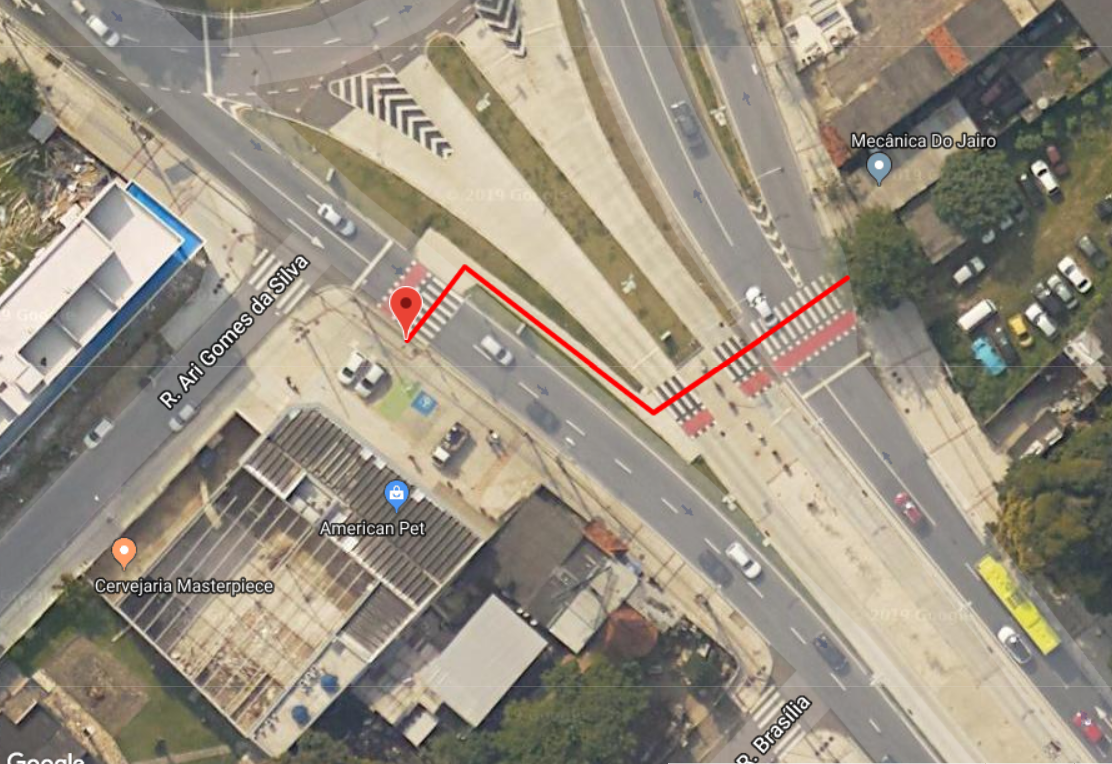 Mecânica Do Jairo
© 2019 Google
R. Ari Gomes da Silva
American Pet
Cervejaria Masterpiece
2019 Google
R. Brasília
Google